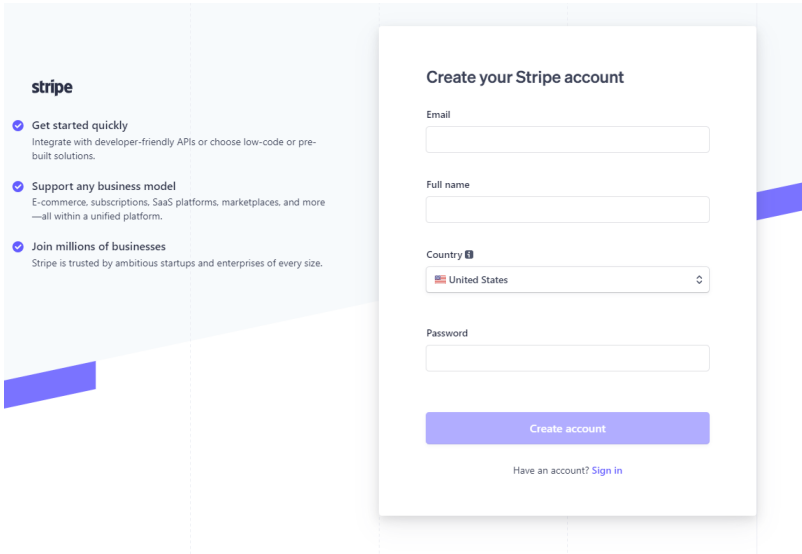 stripe
Get started quickly
Integrate with developer-friendly APIs or choose low-code or pre-
built solutions.
Support any business model
E-commerce, subscriptions, SaaS platforms, marketplaces, and more
—all within a unified platform.
Join millions of businesses
Stripe is trusted by ambitious startups and enterprises of every size.
Create your Stripe account
Email
Full name
Country
United States
Password
Create account
Have an account? Sign in